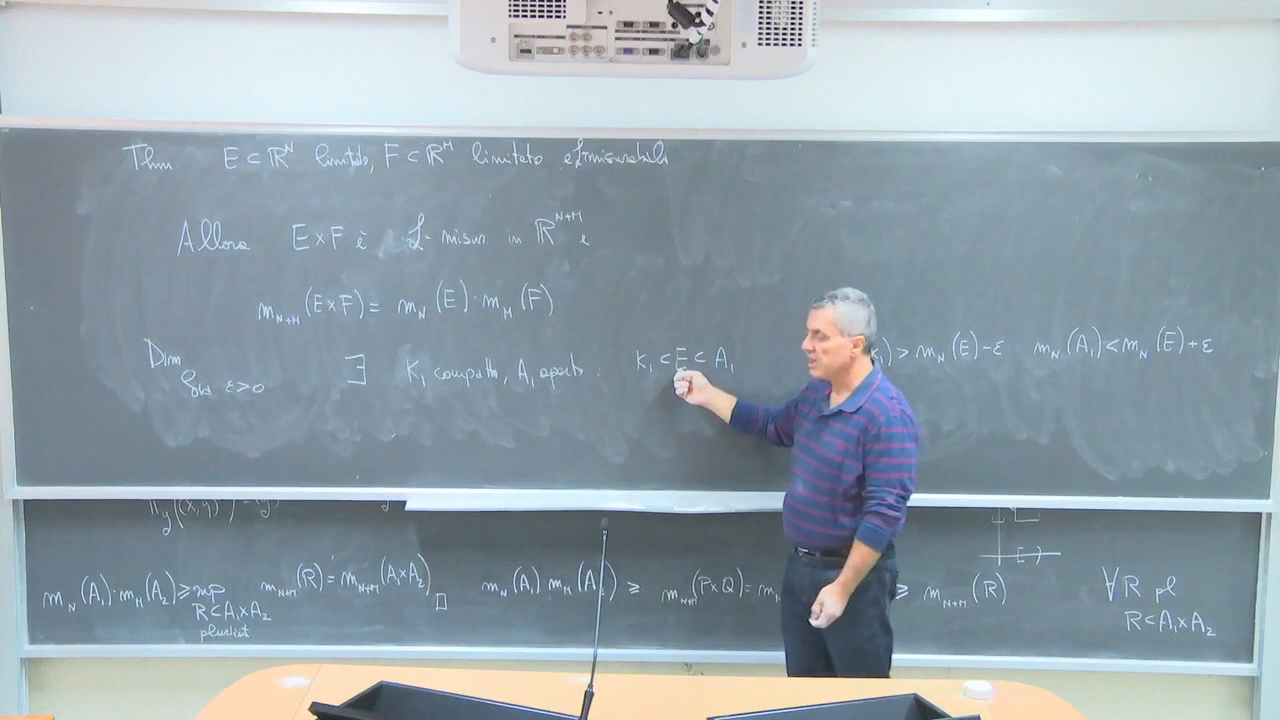 Thm. E ⊂ ℝᴺ limitato, F ⊂ ℝᴹ limitato e ℒ-misurabili
Allora E×F è ℒ-misur. in ℝᴺ⁺ᴹ e
m_{N+M}(E×F) = m_N(E)·m_M(F)
Dim
Sia ε>0 ∃ K₁ compatto, A₁ aperto : K₁ ⊂ E ⊂ A₁ ₁) > m_N(E)-ε m_N(A₁) < m_N(E)+ε
m_N(A₁)·m_M(A₂) ≥ sup m_{N+M}(R) = m_{N+M}(A₁×A₂) □ m_N(A₁) m_M(A₂) ≥ m_{N+M}(P×Q) = ≥ m_{N+M}(R) ∀R pl
R⊂A₁×A₂ R⊂A₁×A₂
plurirett